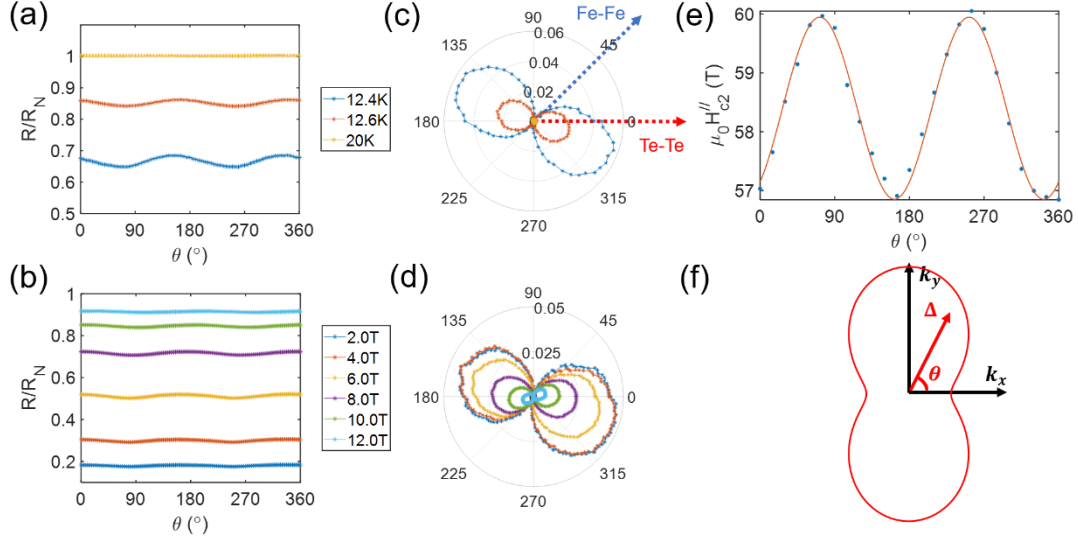 (a)
1
0.9
0.8
0.7
0.6
0.5
R/R_N
0
90
180
270
360
θ (°)
12.4K
12.6K
20K
(c)
90
0.06
0.04
0.02
135
45
180
0
225
315
270
Fe-Fe
Te-Te
(e)
60
59
58
57
μ₀H″_c2 (T)
0
90
180
270
360
θ (°)
(b)
1
0.8
0.6
0.4
0.2
R/R_N
0
90
180
270
360
θ (°)
2.0T
4.0T
6.0T
8.0T
10.0T
12.0T
(d)
90
0.05
0.025
135
45
180
0
225
315
270
(f)
k_y
Δ
θ
k_x